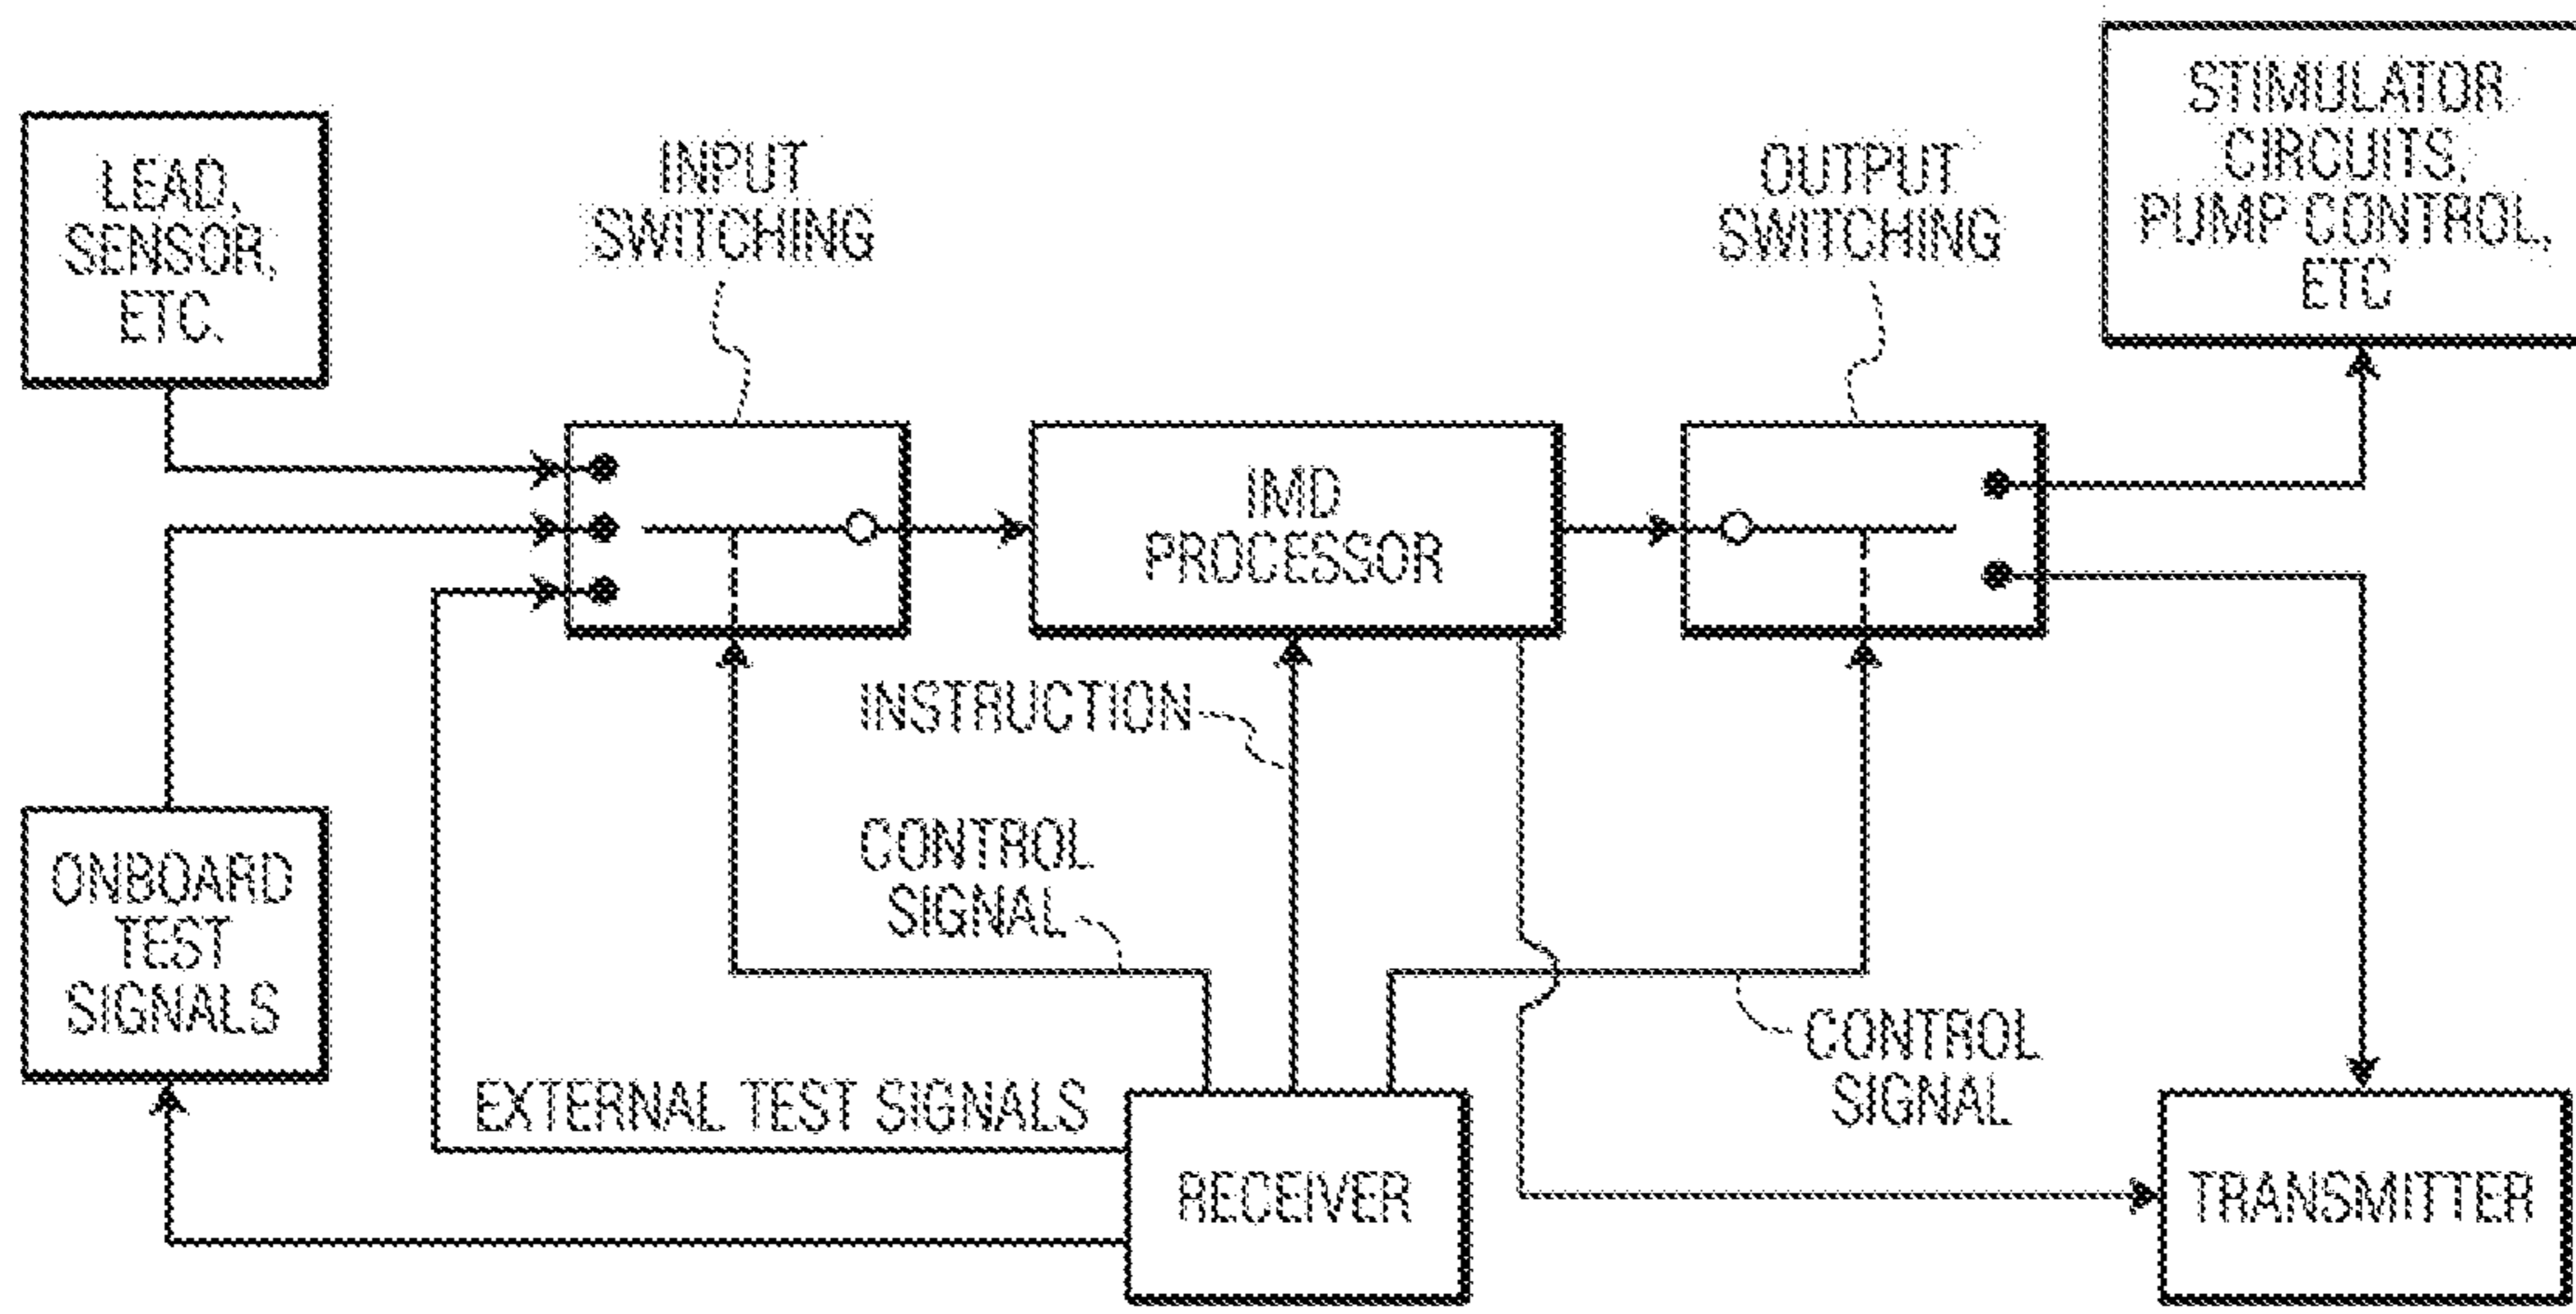 LEAD,
SENSOR,
ETC.
INPUT
SWITCHING
OUTPUT
SWITCHING
STIMULATOR
CIRCUITS,
PUMP CONTROL,
ETC
IMD
PROCESSOR
INSTRUCTION
CONTROL
SIGNAL
ONBOARD
TEST
SIGNALS
EXTERNAL TEST SIGNALS
CONTROL
SIGNAL
RECEIVER
TRANSMITTER